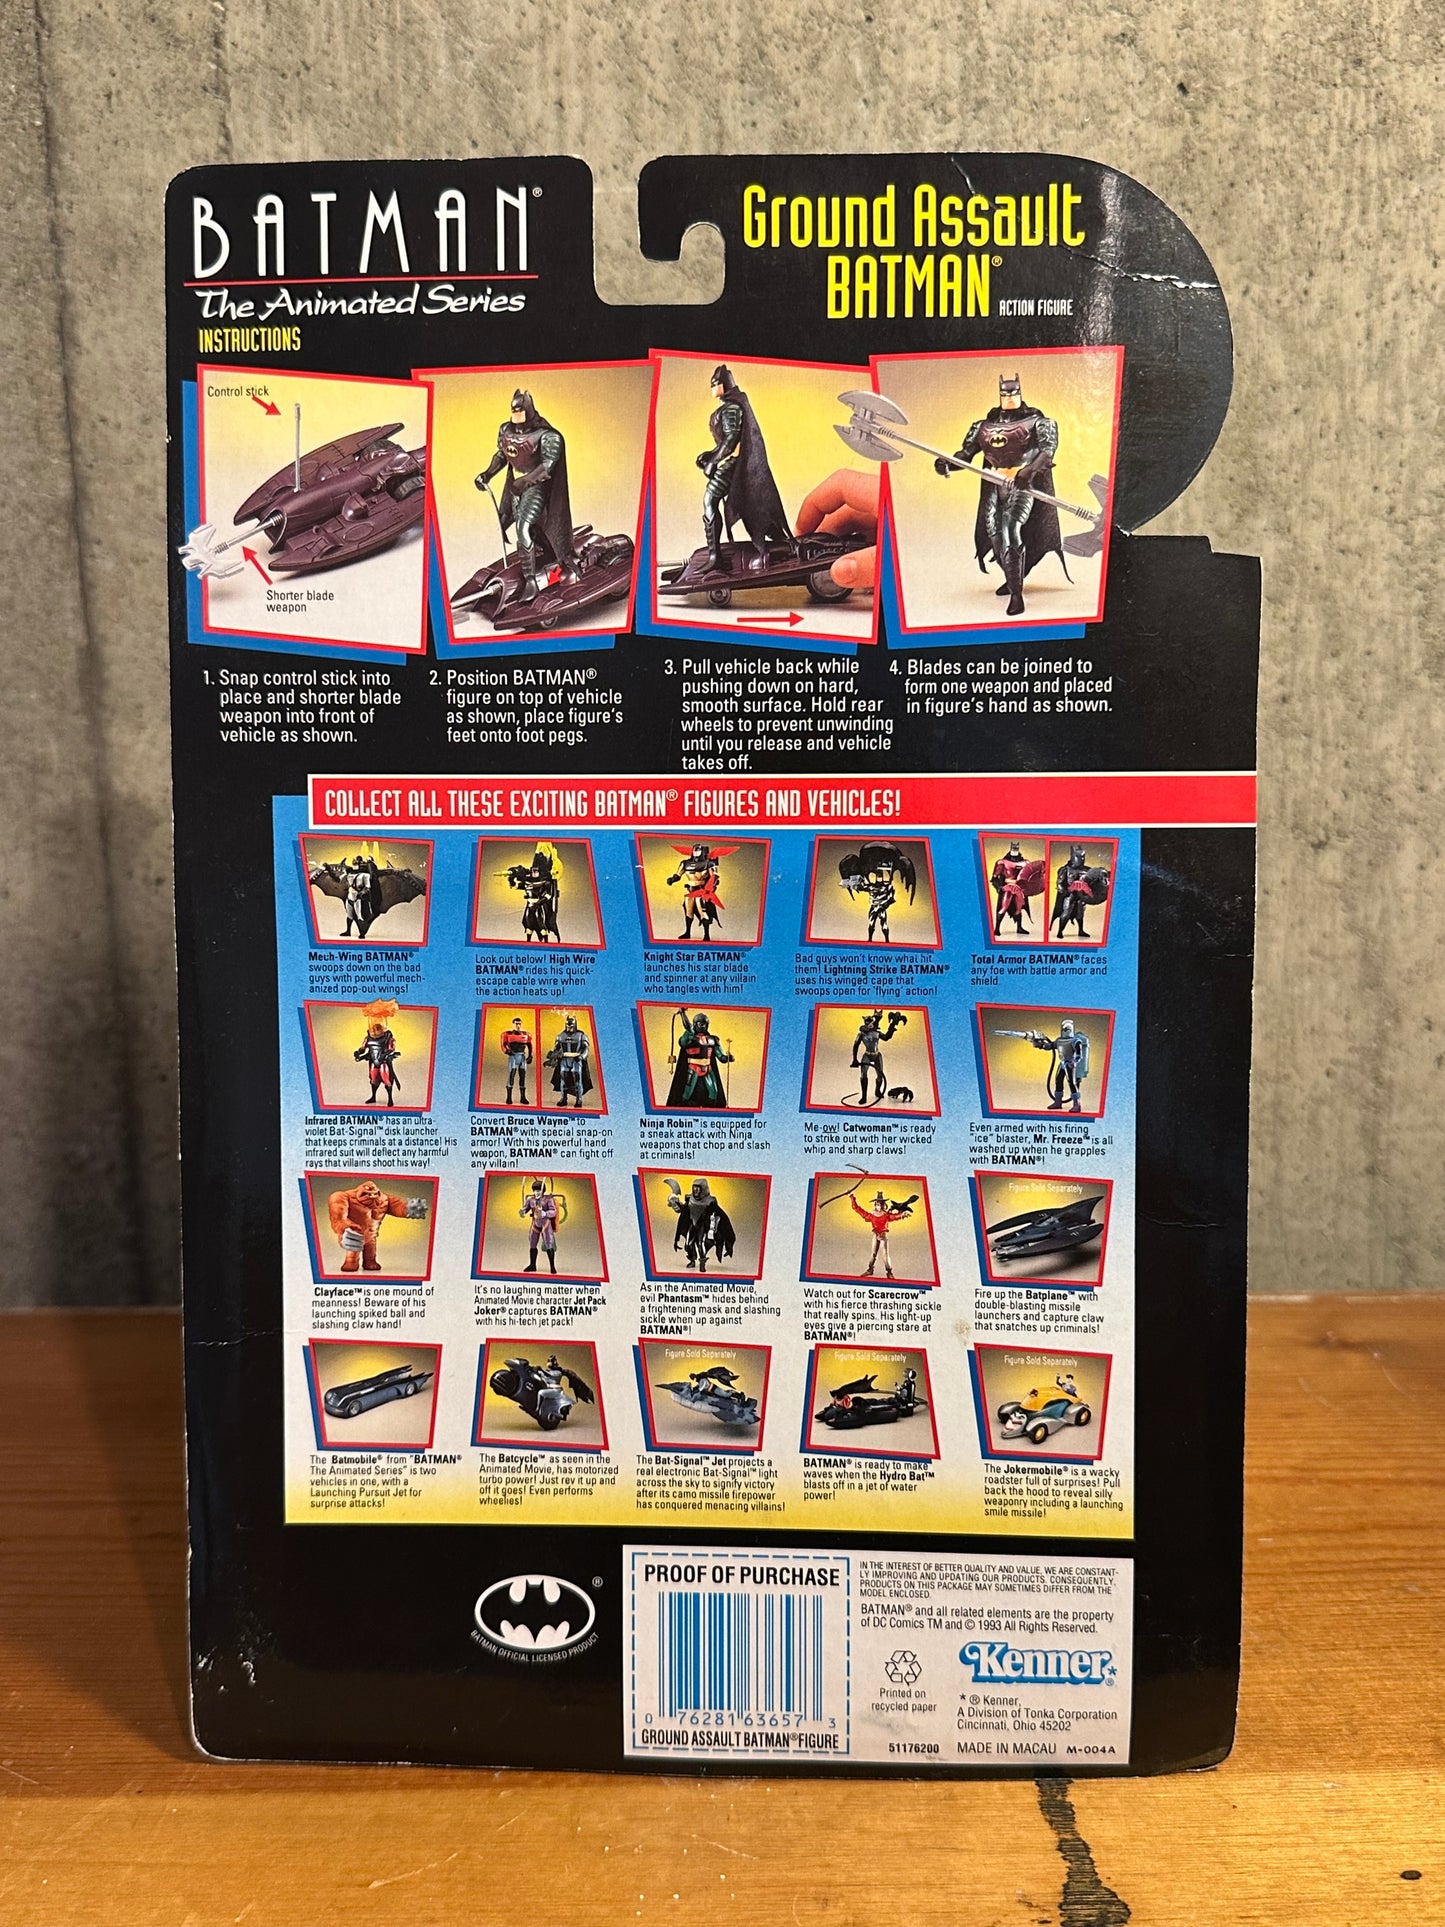 BATMAN®
The Animated Series
INSTRUCTIONS
Ground Assault
BATMAN®
ACTION FIGURE
Control stick
Shorter blade
weapon
1. Snap control stick into
place and shorter blade
weapon into front of
vehicle as shown.
2. Position BATMAN®
figure on top of vehicle
as shown, place figure's
feet onto foot pegs.
3. Pull vehicle back while
pushing down on hard,
smooth surface. Hold rear
wheels to prevent unwinding
until you release and vehicle
takes off.
4. Blades can be joined to
form one weapon and placed
in figure's hand as shown.
COLLECT ALL THESE EXCITING BATMAN® FIGURES AND VEHICLES!
Mech-Wing BATMAN®
swoops down on the bad
guys with powerful mech-
anized pop-out wings!
Look out below! High Wire
BATMAN® rides his quick-
escape cable wire when
the action heats up!
Knight Star BATMAN®
launches his star blade
and spinner at any villain
who tangles with him!
Bad guys won't know what hit
them! Lightning Strike BATMAN®
uses his winged cape that
swoops open for 'flying' action!
Total Armor BATMAN® faces
any foe with battle armor and
shield.
Infrared BATMAN® has an ultra-
violet Bat-Signal™ disk launcher
that keeps criminals at a distance! His
infrared suit will deflect any harmful
rays that villains shoot his way!
Convert Bruce Wayne™ to
BATMAN® with special snap-on
armor! With his powerful hand
weapon, BATMAN® can fight off
any villain!
Ninja Robin™ is equipped for
a sneak attack with Ninja
weapons that chop and slash
at criminals!
Me-ow! Catwoman™ is ready
to strike out with her wicked
whip and sharp claws!
Even armed with his firing
"ice" blaster, Mr. Freeze™ is all
washed up when he grapples
with BATMAN®!
Clayface™ is one mound of
meanness! Beware of his
launching spiked ball and
slashing claw hand!
It's no laughing matter when
Animated Movie character Jet Pack
Joker® captures BATMAN®
with his hi-tech jet pack!
As in the Animated Movie,
evil Phantasm™ hides behind
a frightening mask and slashing
sickle when up against
BATMAN®!
Watch out for Scarecrow™
with his fierce thrashing sickle
that really spins. His light-up
eyes give a piercing stare at
BATMAN®!
Figure Sold Separately
Fire up the Batplane™ with
double-blasting missile
launchers and capture claw
that snatches up criminals!
The Batmobile® from "BATMAN®
The Animated Series" is two
vehicles in one, with a
Launching Pursuit Jet for
surprise attacks!
The Batcycle™ as seen in the
Animated Movie, has motorized
turbo power! Just rev it up and
off it goes! Even performs
wheelies!
Figure Sold Separately
The Bat-Signal™ Jet projects a
real electronic Bat-Signal™ light
across the sky to signify victory
after its camo missile firepower
has conquered menacing villains!
Figure Sold Separately
BATMAN® is ready to make
waves when the Hydro Bat™
blasts off in a jet of water
power!
Figure Sold Separately
The Jokermobile® is a wacky
roadster full of surprises! Pull
back the hood to reveal silly
weaponry including a launching
smile missile!
®
BATMAN OFFICIAL LICENSED PRODUCT
PROOF OF PURCHASE
0 76281 63657 3
GROUND ASSAULT BATMAN® FIGURE
IN THE INTEREST OF BETTER QUALITY AND VALUE, WE ARE CONSTANT-
LY IMPROVING AND UPDATING OUR PRODUCTS. CONSEQUENTLY,
PRODUCTS ON THIS PACKAGE MAY SOMETIMES DIFFER FROM THE
MODEL ENCLOSED.
BATMAN® and all related elements are the property
of DC Comics TM and © 1993 All Rights Reserved.
Printed on
recycled paper
Kenner®*
* ® Kenner,
A Division of Tonka Corporation
Cincinnati, Ohio 45202
51176200 MADE IN MACAU M-004A